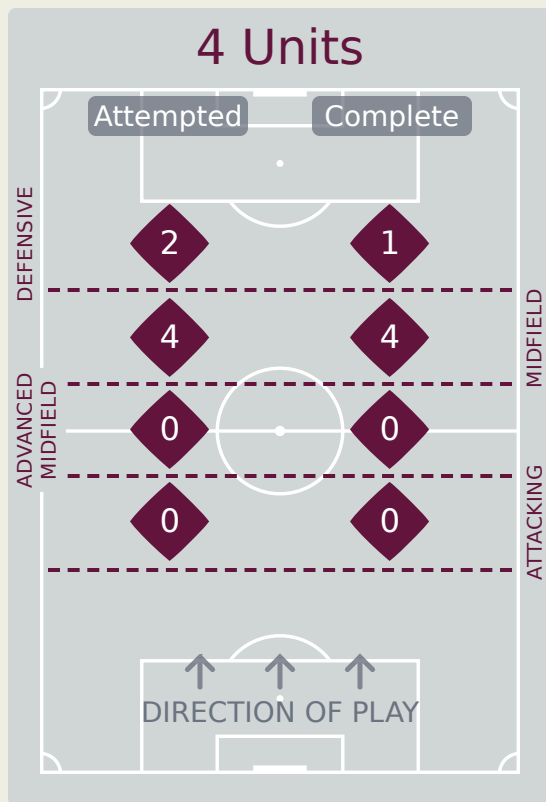 4 Units
Attempted
Complete
DEFENSIVE
2
1
MIDFIELD
4
4
ADVANCED
MIDFIELD
0
0
ATTACKING
0
0
DIRECTION OF PLAY